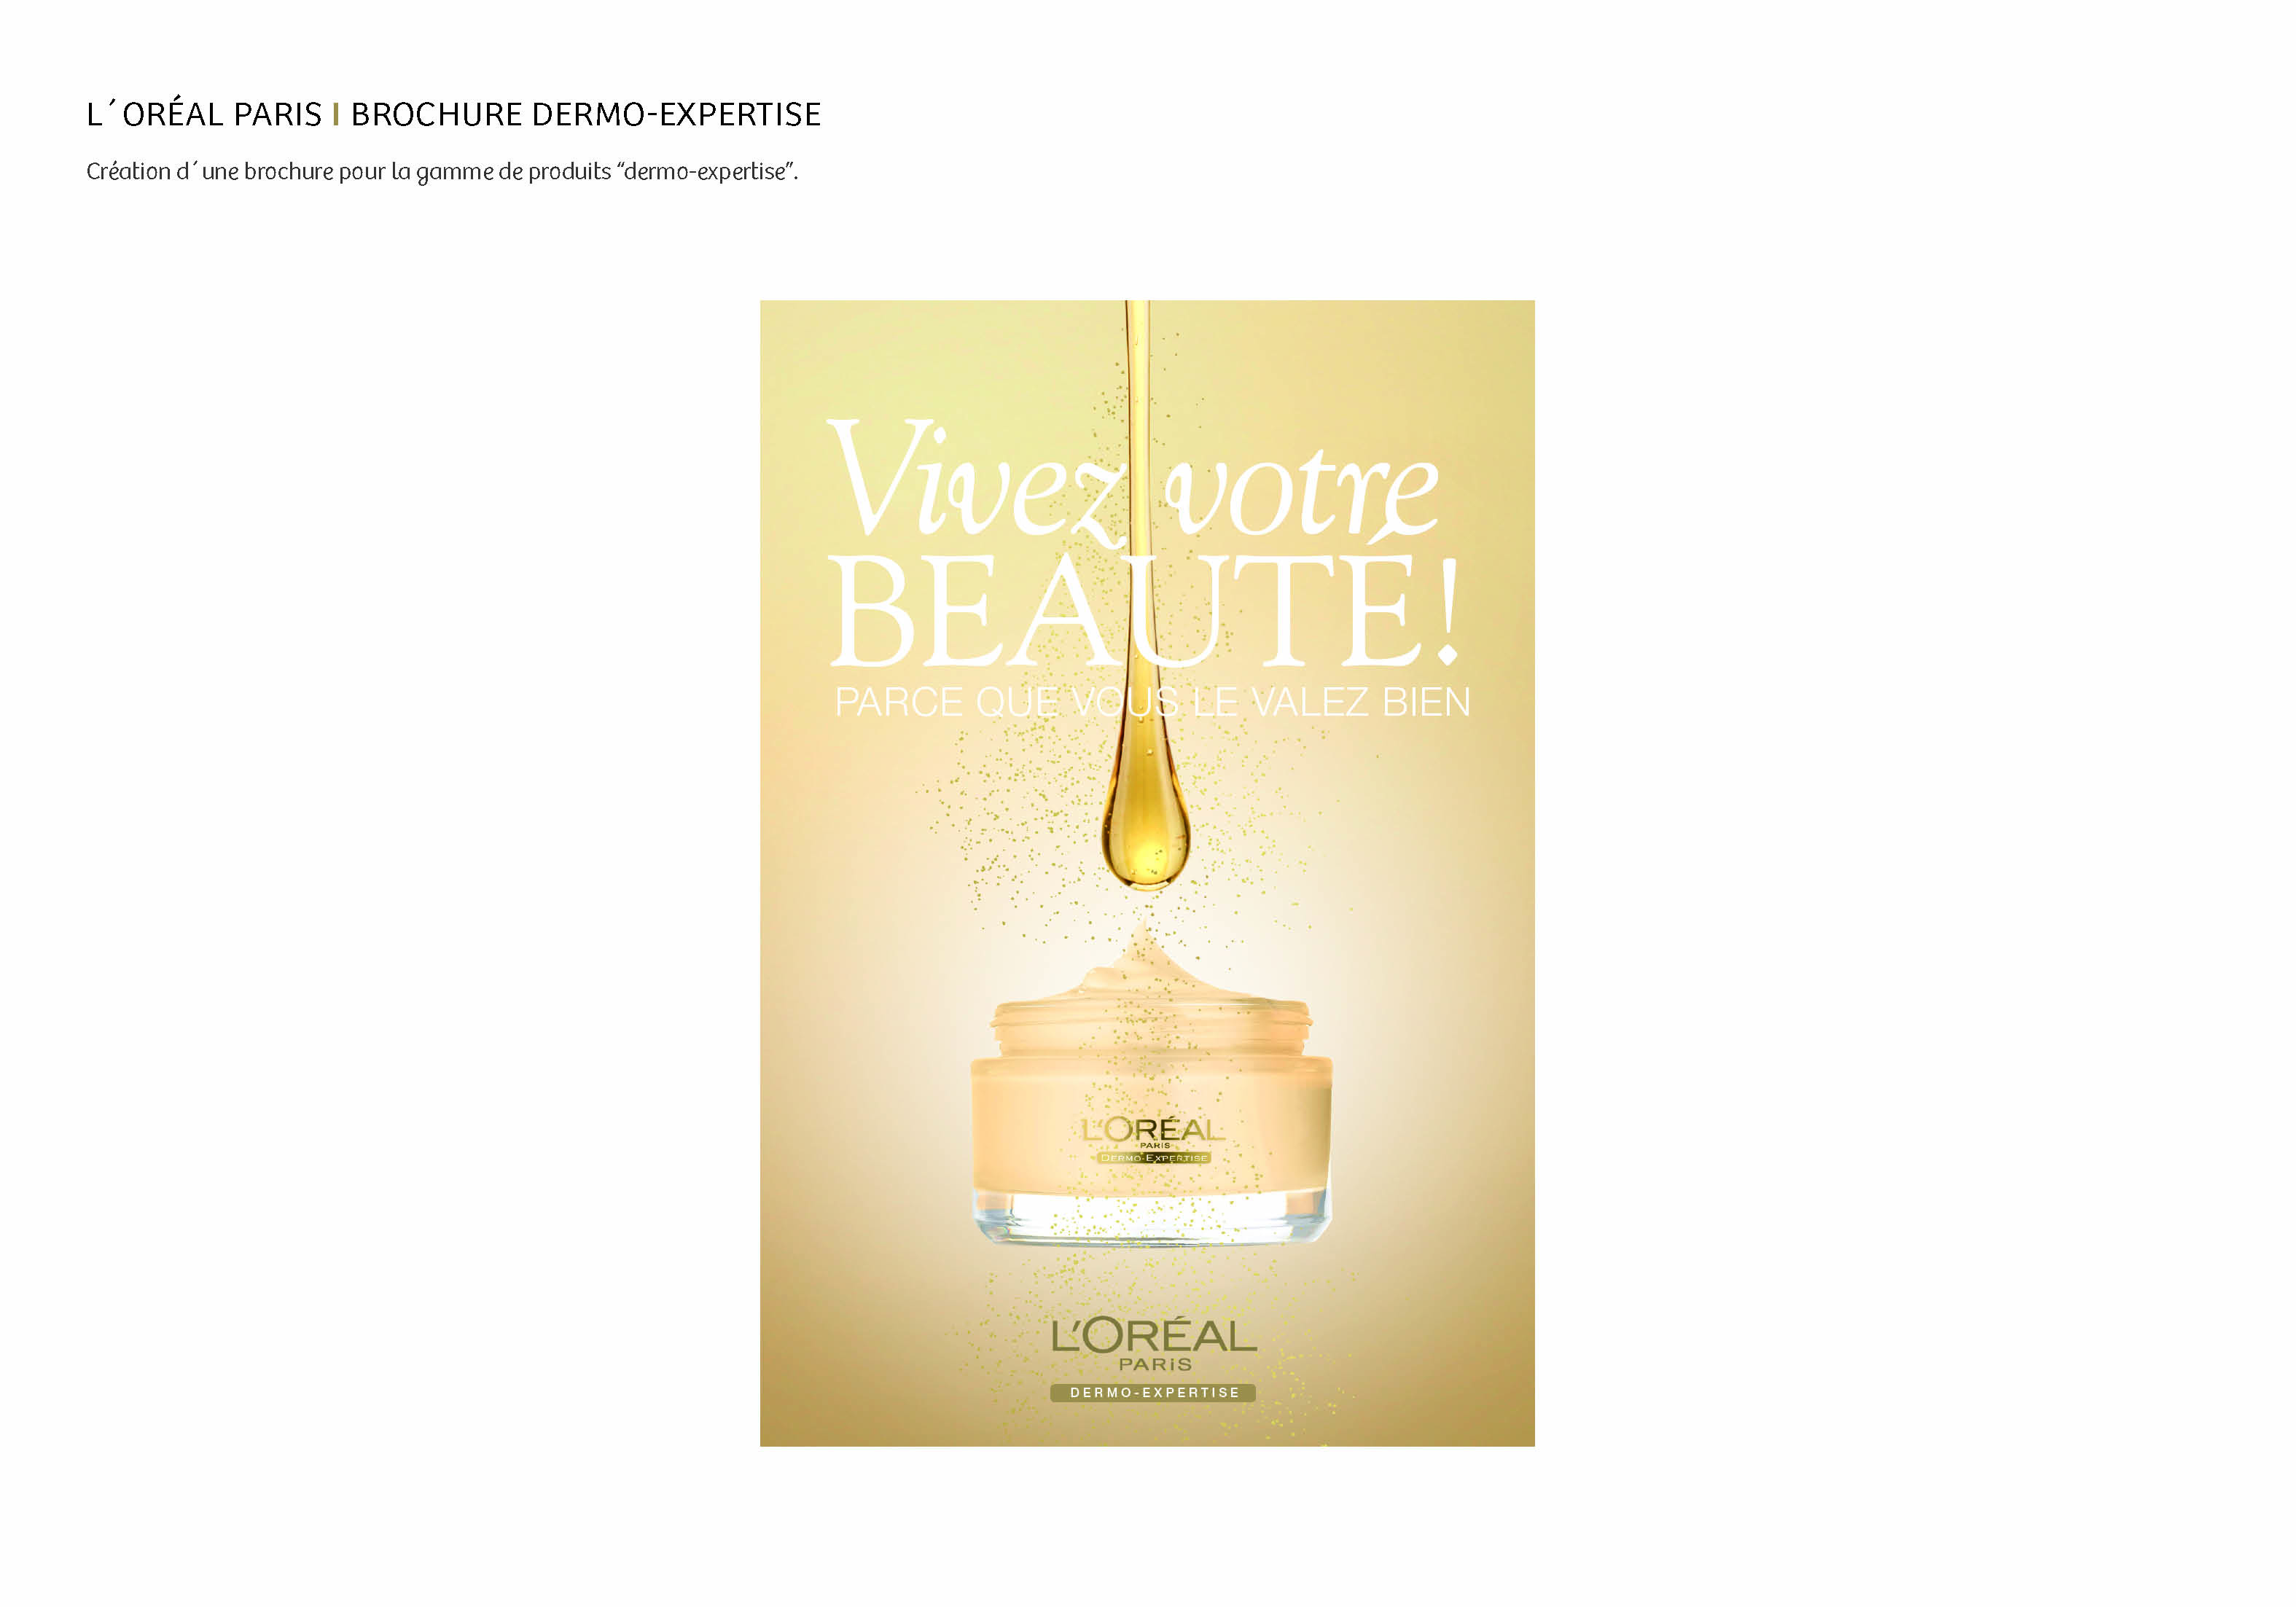 L´ORÉAL PARIS I BROCHURE DERMO-EXPERTISE
Création d´une brochure pour la gamme de produits “dermo-expertise”.
Vivez votre
BEAUTÉ!
PARCE QUE VOUS LE VALEZ BIEN
L'ORÉAL
PARiS
DERMO-EXPERTISE
L'ORÉAL
PARiS
DERMO-EXPERTISE